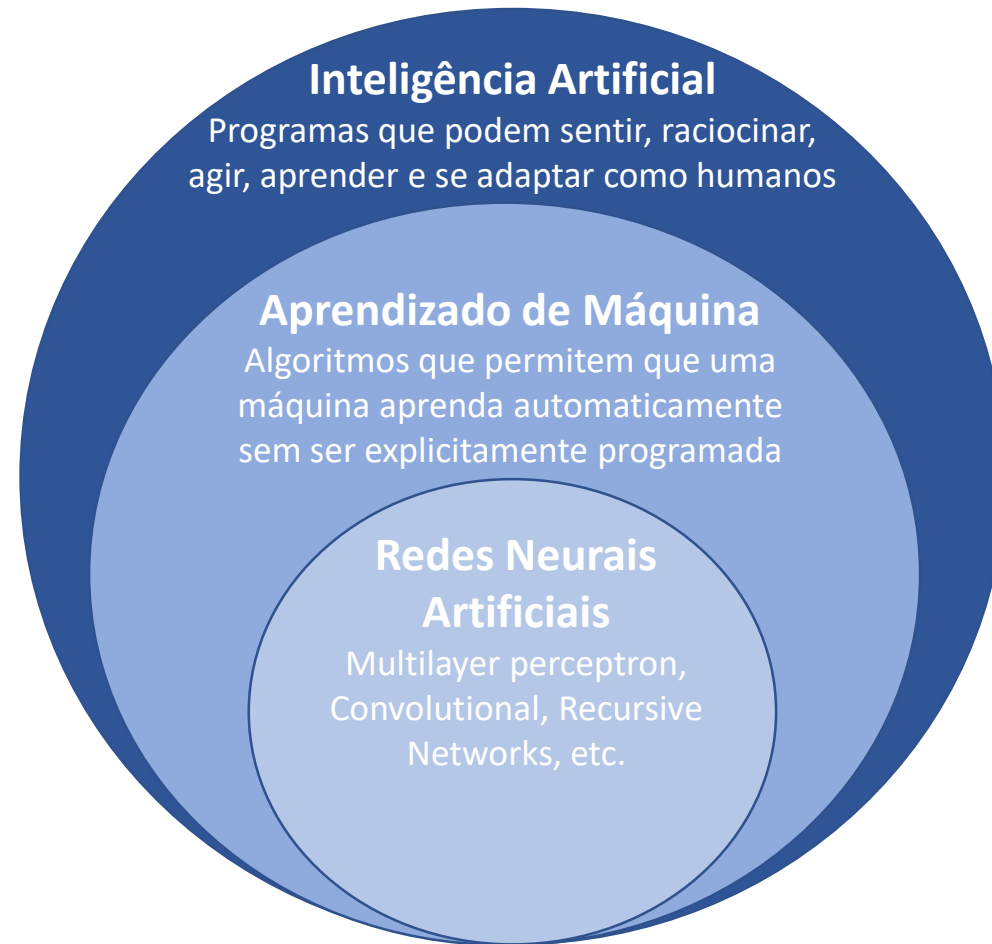 Inteligência Artificial
Programas que podem sentir, raciocinar,
agir, aprender e se adaptar como humanos
Aprendizado de Máquina
Algoritmos que permitem que uma
máquina aprenda automaticamente
sem ser explicitamente programada
Redes Neurais
Artificiais
Multilayer perceptron,
Convolutional, Recursive
Networks, etc.